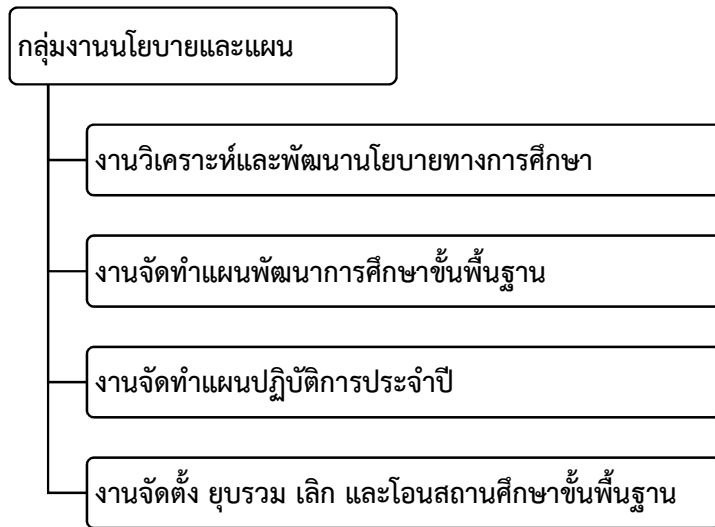 กลุ่มงานนโยบายและแผน
งานวิเคราะห์และพัฒนานโยบายทางการศึกษา
งานจัดทำแผนพัฒนาการศึกษาขั้นพื้นฐาน
งานจัดทำแผนปฏิบัติการประจำปี
งานจัดตั้ง ยุบรวม เลิก และโอนสถานศึกษาขั้นพื้นฐาน